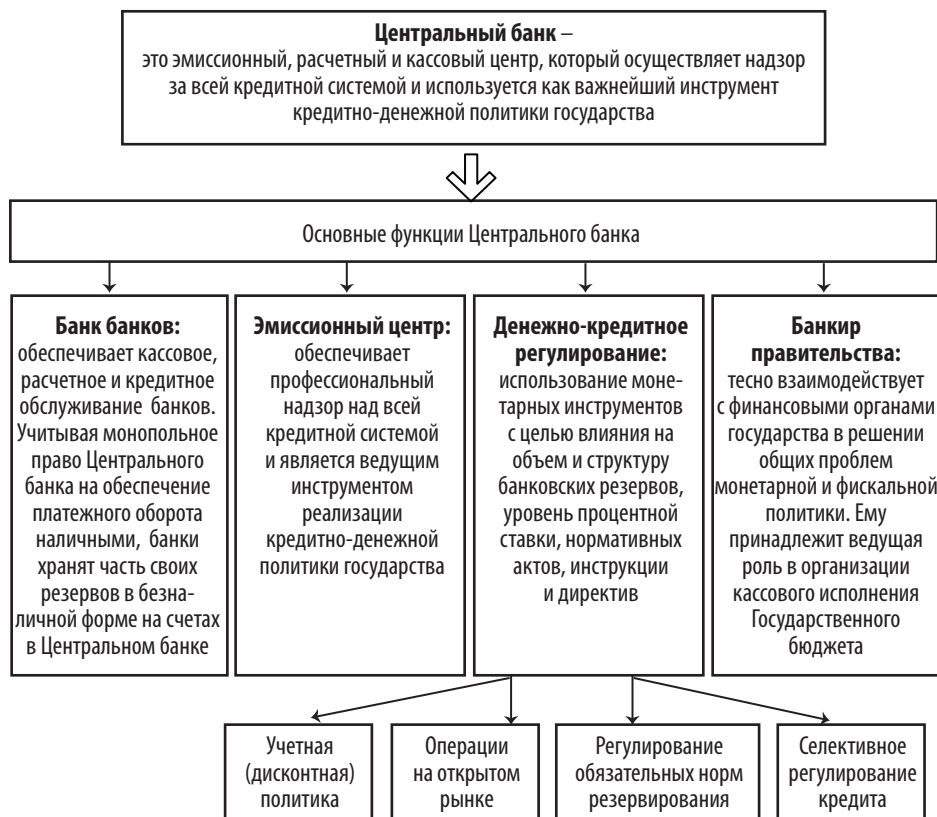 Центральный банк –
это эмиссионный, расчетный и кассовый центр, который осуществляет надзор
за всей кредитной системой и используется как важнейший инструмент
кредитно-денежной политики государства
Основные функции Центрального банка
Банк банков:
обеспечивает кассовое,
расчетное и кредитное
обслуживание банков.
Учитывая монопольное
право Центрального
банка на обеспечение
платежного оборота
наличными, банки
хранят часть своих
резервов в безна-
личной форме на счетах
в Центральном банке
Эмиссионный центр:
обеспечивает
профессиональный
надзор над всей
кредитной системой
и является ведущим
инструментом
реализации
кредитно-денежной
политики государства
Денежно-кредитное
регулирование:
использование моне-
тарных инструментов
с целью влияния на
объем и структуру
банковских резервов,
уровень процентной
ставки, нормативных
актов, инструкции
и директив
Банкир
правительства:
тесно взаимодействует
с финансовыми органами
государства в решении
общих проблем
монетарной и фискальной
политики. Ему
принадлежит ведущая
роль в организации
кассового исполнения
Государственного
бюджета
Учетная
(дисконтная)
политика
Операции
на открытом
рынке
Регулирование
обязательных норм
резервирования
Селективное
регулирование
кредита